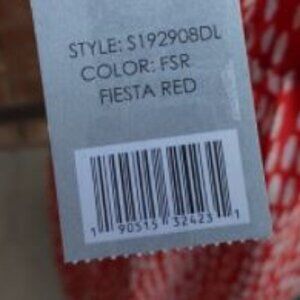 STYLE: S192908DL
COLOR: FSR
FIESTA RED
1 90515 32423 1